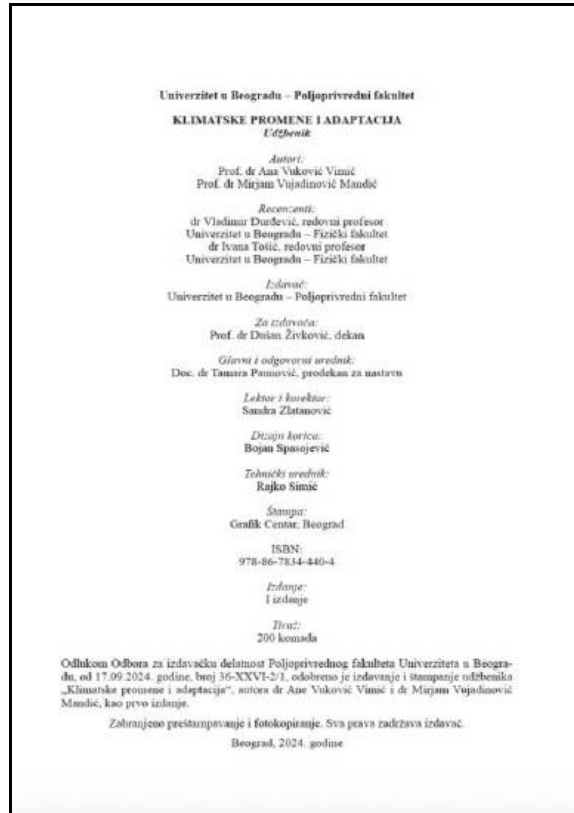 Univerzitet u Beogradu – Poljoprivredni fakultet
KLIMATSKE PROMENE I ADAPTACIJA
Udžbenik
Autori:
Prof. dr Ana Vuković Vimić
Prof. dr Mirjam Vujadinović Mandić
Recenzenti:
dr Vladimir Đurđević, redovni profesor
Univerzitet u Beogradu – Fizički fakultet
dr Ivana Tošić, redovni profesor
Univerzitet u Beogradu – Fizički fakultet
Izdavač:
Univerzitet u Beogradu – Poljoprivredni fakultet
Za izdavača:
Prof. dr Dušan Živković, dekan
Glavni i odgovorni urednik:
Doc. dr Tamara Paunović, prodekan za nastavu
Lektor i korektor:
Sandra Zlatanović
Dizajn korica:
Bojan Spasojević
Tehnički urednik:
Rajko Simić
Štampa:
Grafik Centar, Beograd
ISBN:
978-86-7834-440-4
Izdanje:
I izdanje
Tiraž:
200 komada
Odlukom Odbora za izdavačku delatnost Poljoprivrednog fakulteta Univerziteta u Beogra-
du, od 17.09.2024. godine, broj 36-XXVI-2/1, odobreno je izdavanje i štampanje udžbenika
„Klimatske promene i adaptacija“, autora dr Ane Vuković Vimić i dr Mirjam Vujadinović
Mandić, kao prvo izdanje.
Zabranjeno preštampavanje i fotokopiranje. Sva prava zadržava izdavač.
Beograd, 2024. godine